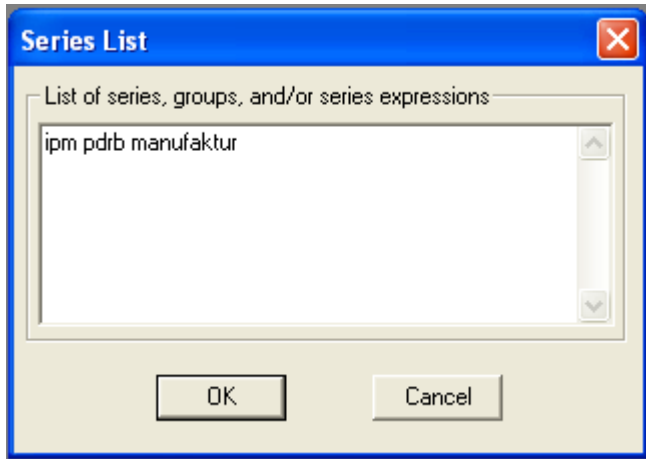 Series List
List of series, groups, and/or series expressions
ipm pdrb manufaktur
OK
Cancel